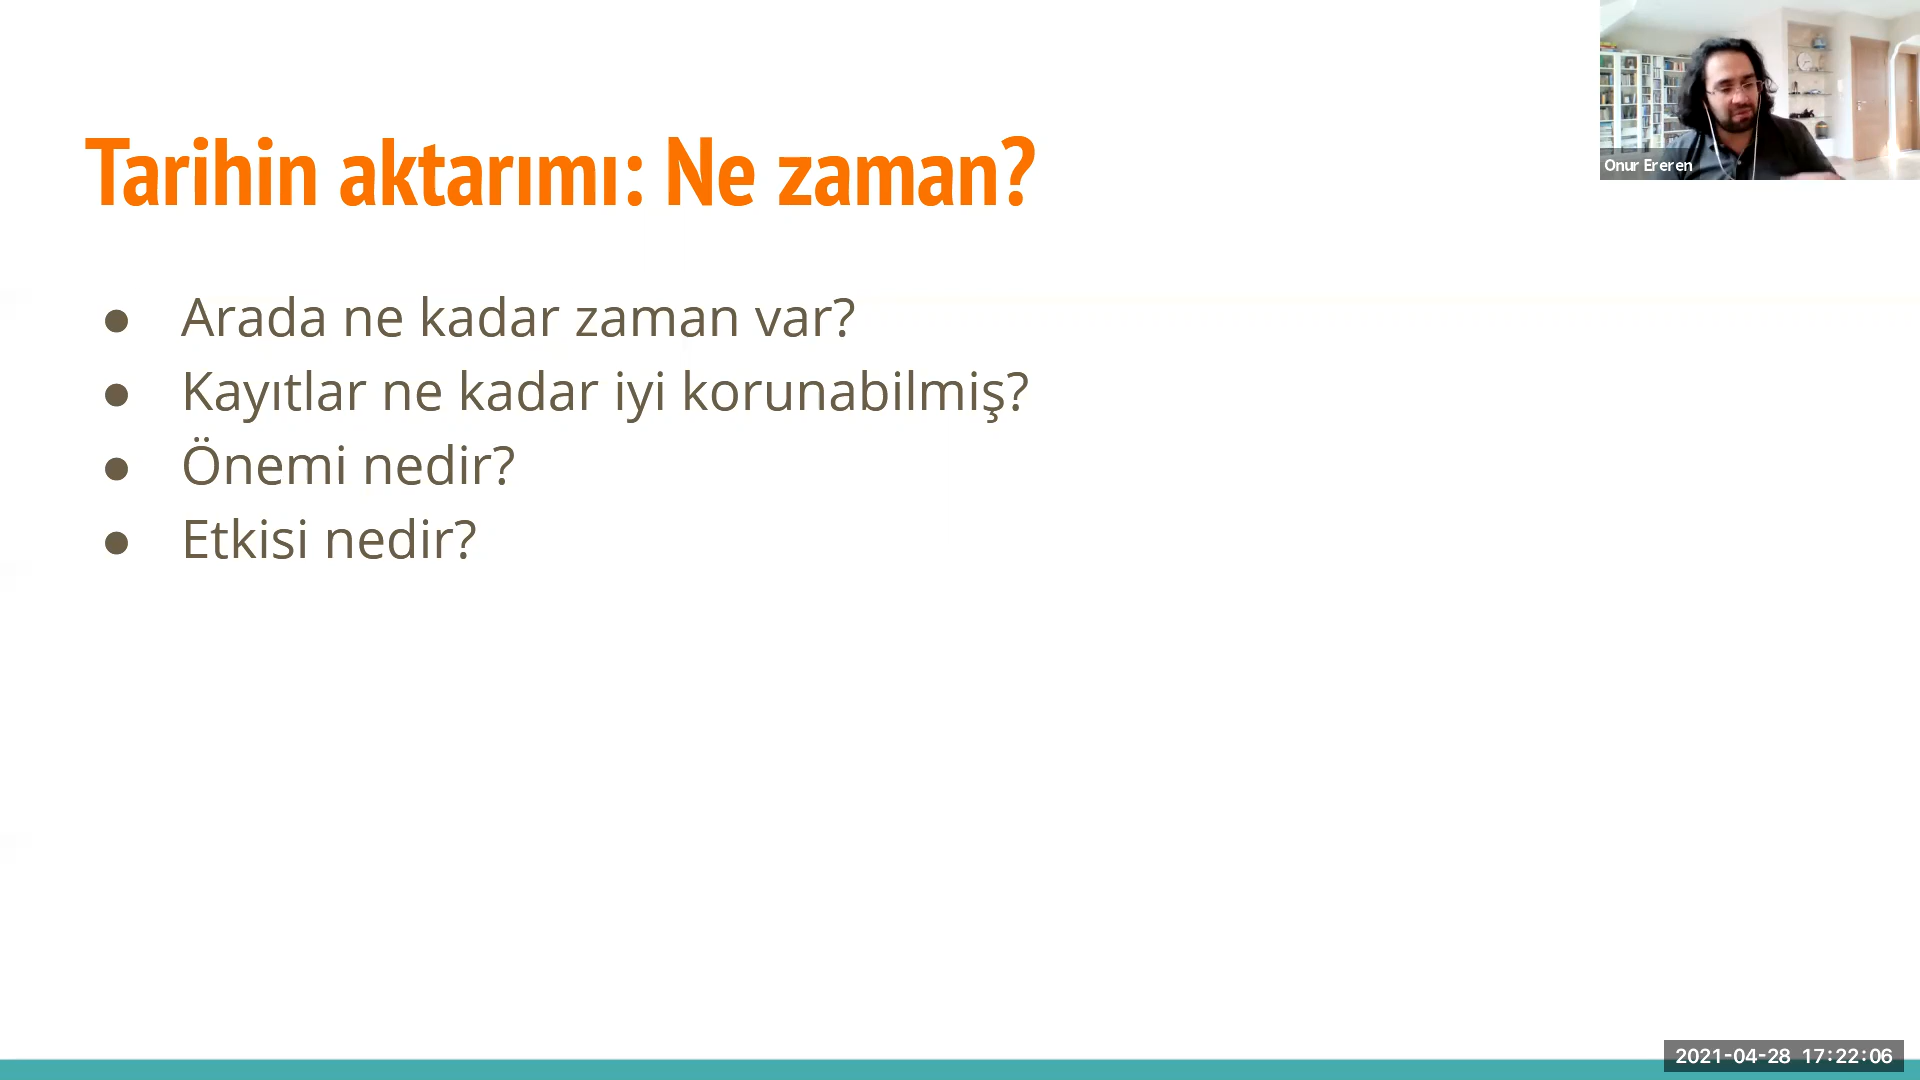 Tarihin aktarımı: Ne zaman?
● Arada ne kadar zaman var?
● Kayıtlar ne kadar iyi korunabilmiş?
● Önemi nedir?
● Etkisi nedir?
Onur Ereren
2021-04-28 17:22:06